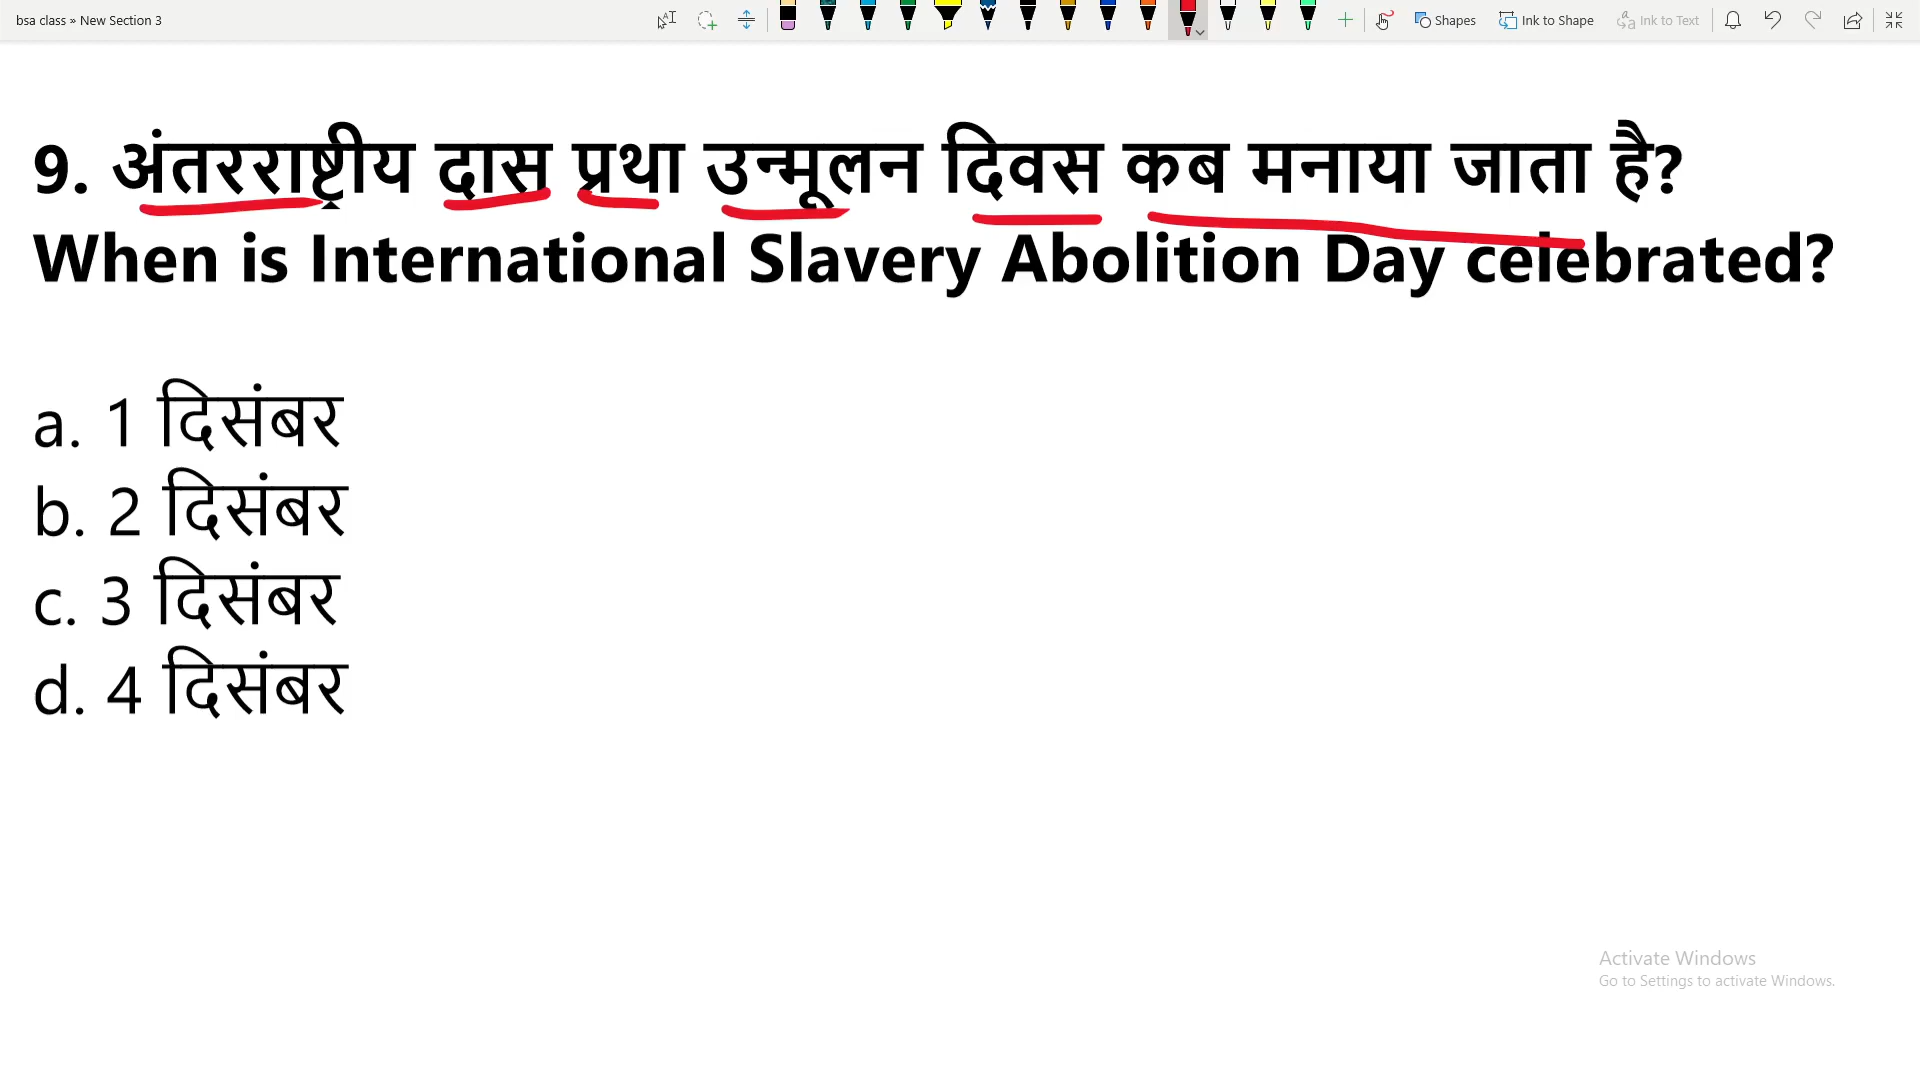 bsa class » New Section 3
Shapes
Ink to Shape
Ink to Text
9. अंतरराष्ट्रीय दास प्रथा उन्मूलन दिवस कब मनाया जाता है?
When is International Slavery Abolition Day celebrated?
a. 1 दिसंबर
b. 2 दिसंबर
c. 3 दिसंबर
d. 4 दिसंबर
Activate Windows
Go to Settings to activate Windows.